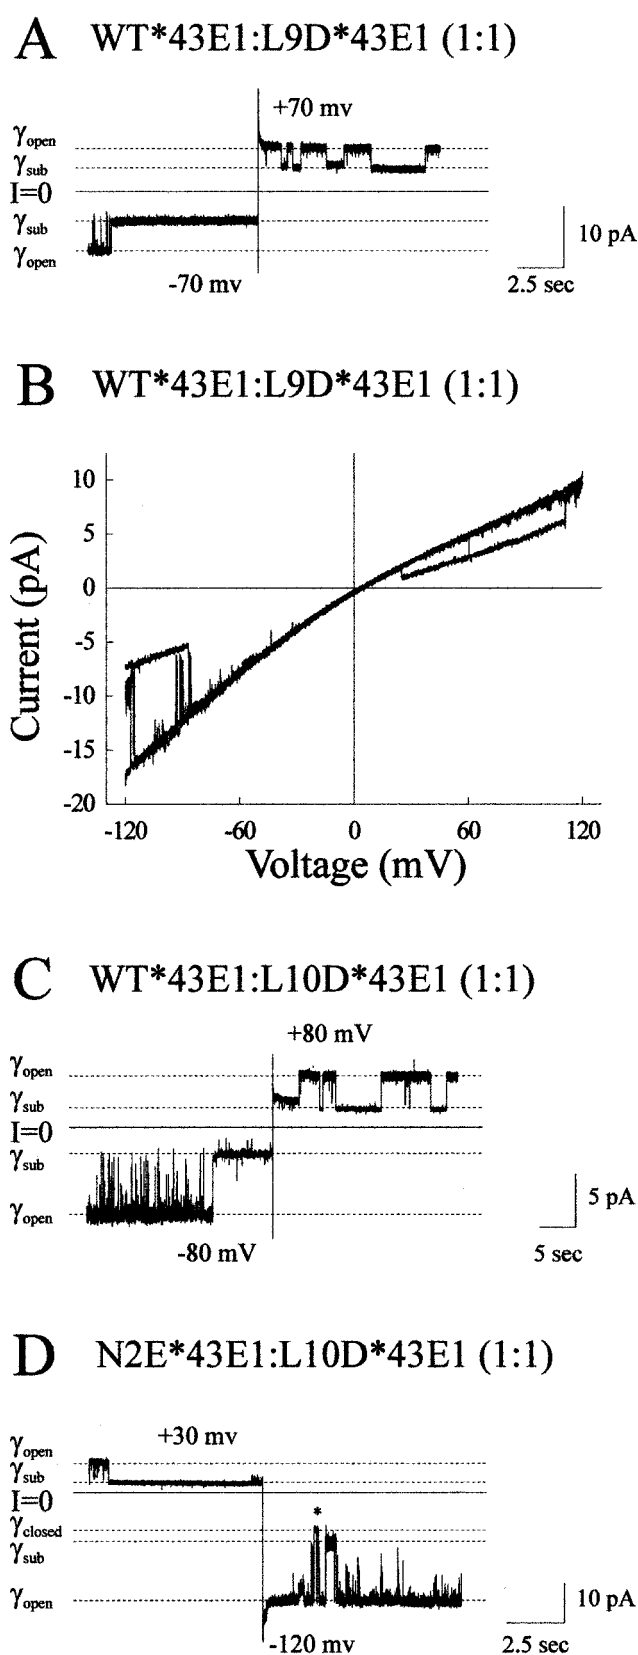 A WT*43E1:L9D*43E1 (1:1)
+70 mv
γopen
γsub
I=0
γsub
γopen
-70 mv
10 pA
2.5 sec
B WT*43E1:L9D*43E1 (1:1)
Current (pA)
10
5
0
-5
-10
-15
-20
-120 -60 0 60 120
Voltage (mV)
C WT*43E1:L10D*43E1 (1:1)
+80 mV
γopen
γsub
I=0
γsub
γopen
-80 mV
5 pA
5 sec
D N2E*43E1:L10D*43E1 (1:1)
+30 mv
γopen
γsub
I=0
γclosed
*
γsub
γopen
-120 mv
10 pA
2.5 sec